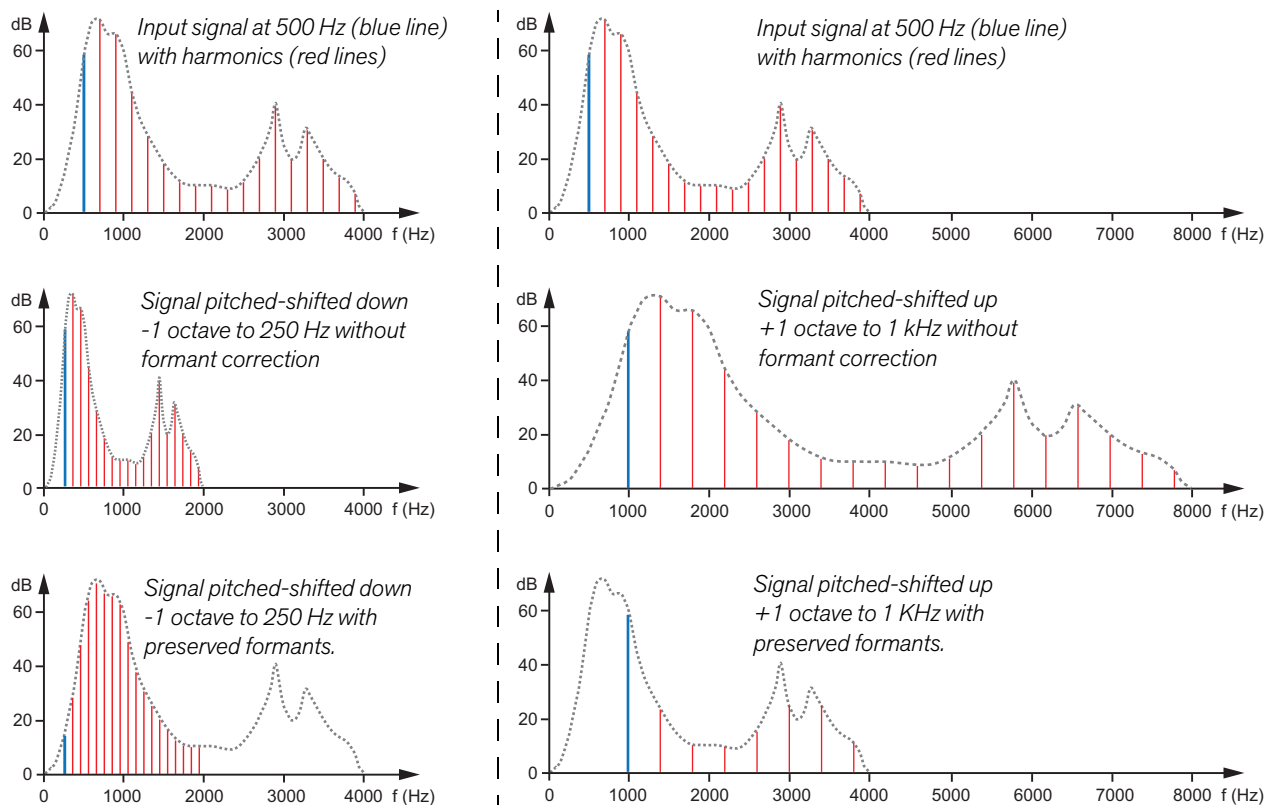 dB
Input signal at 500 Hz (blue line)
with harmonics (red lines)
60
40
20
0
0 1000 2000 3000 4000 f (Hz)
dB
Input signal at 500 Hz (blue line)
with harmonics (red lines)
60
40
20
0
0 1000 2000 3000 4000 5000 6000 7000 8000 f (Hz)
dB
Signal pitched-shifted down
-1 octave to 250 Hz without
formant correction
60
40
20
0
0 1000 2000 3000 4000 f (Hz)
dB
Signal pitched-shifted up
+1 octave to 1 kHz without
formant correction
60
40
20
0
0 1000 2000 3000 4000 5000 6000 7000 8000 f (Hz)
dB
Signal pitched-shifted down
-1 octave to 250 Hz with
preserved formants.
60
40
20
0
0 1000 2000 3000 4000 f (Hz)
dB
Signal pitched-shifted up
+1 octave to 1 KHz with
preserved formants.
60
40
20
0
0 1000 2000 3000 4000 5000 6000 7000 8000 f (Hz)